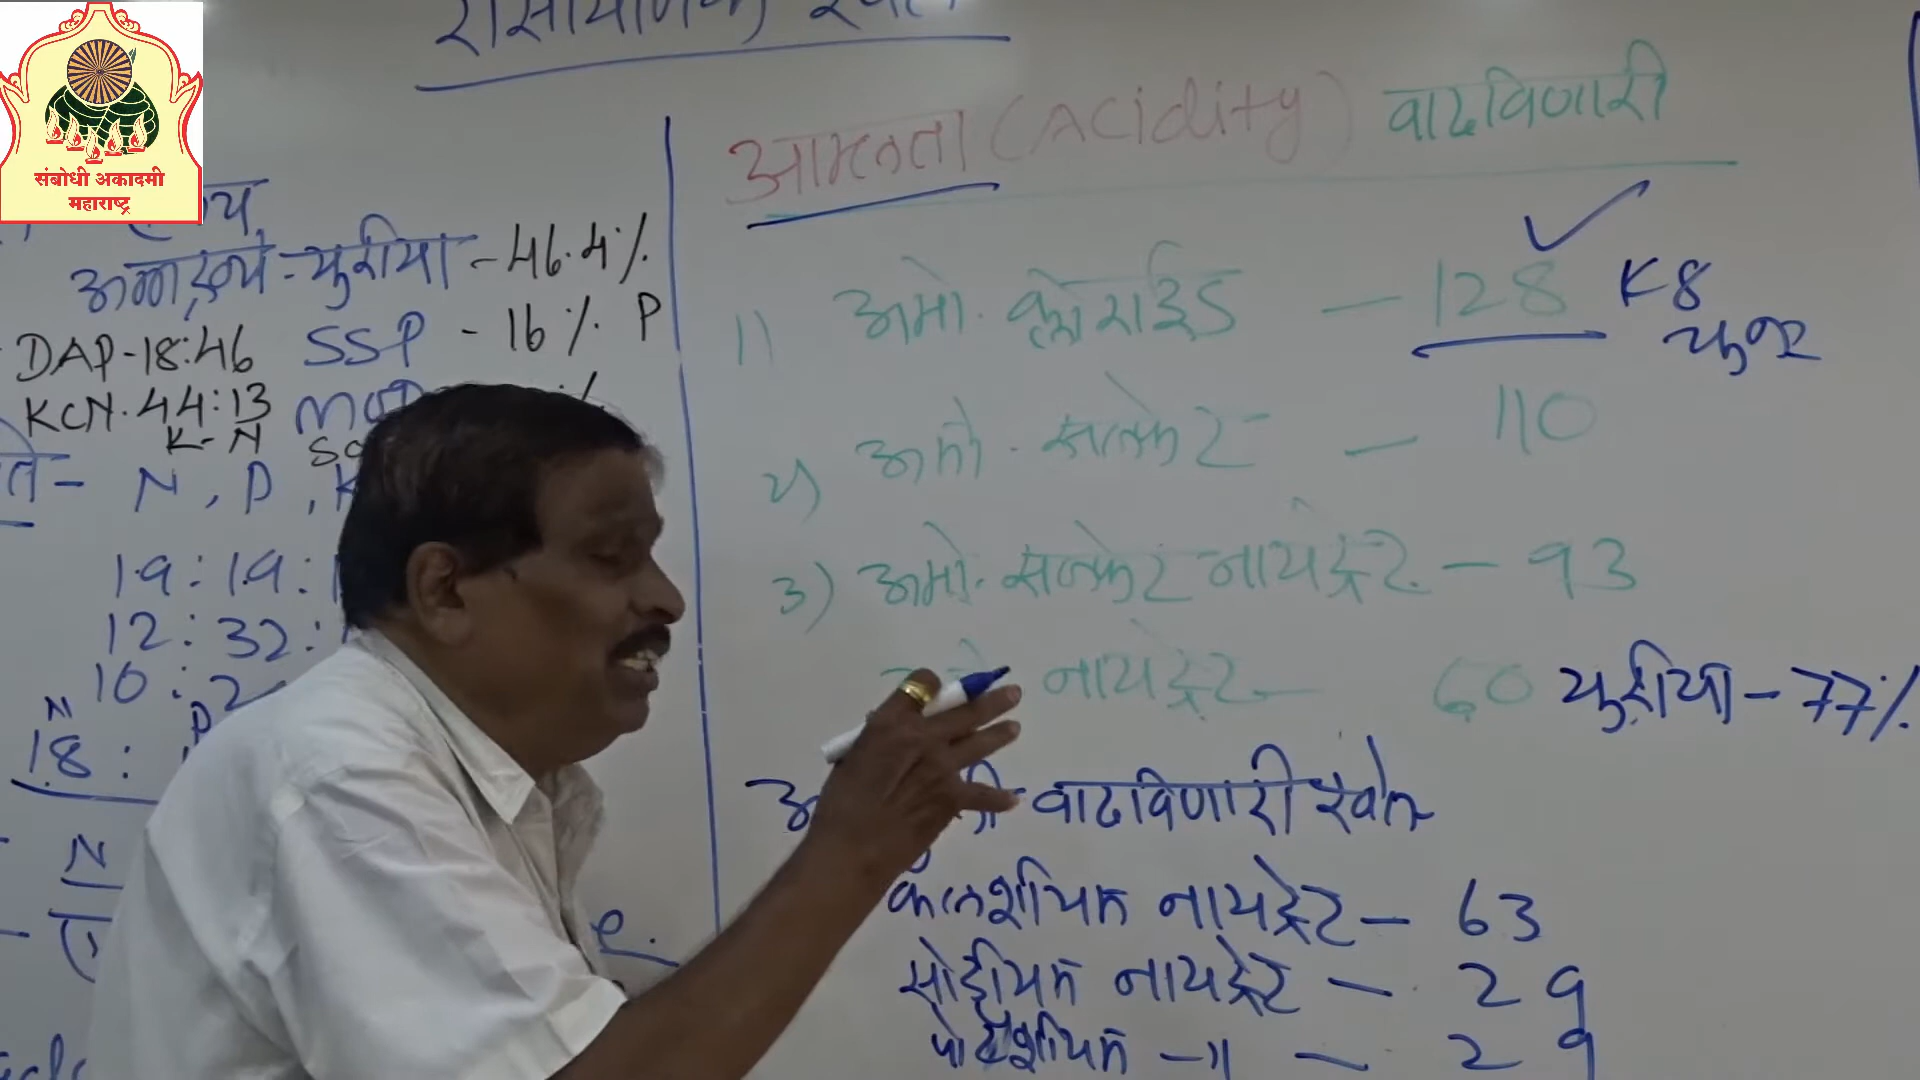 संबोधी अकादमी
महाराष्ट्र
रासायनिक
युरीया - 46.4%
DAP-18:46 SSP - 16% P
KCN. 44:13
K- N
N, P, K
19:19:
12:32:
10:
N P
18:
N
आम्लता (Acidity) वाढविणारी
1) अमो. क्लोराईड - 128 K8
2) अमो. सल्फेट - 110
3) अमो. सल्फेट नायट्रेट - 93
नायट्रेट - 60 युरीया - 77%
वाढविणारी खते
कॅलशीयम नायट्रेट - 63
सोडीयम नायट्रेट - 29
पोटॅशीयम -॥ - 29